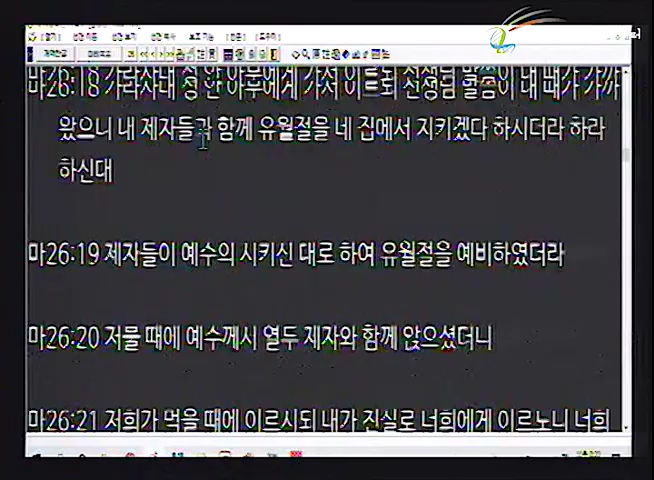 마26:18 가라사대 성 안 아무에게 가서 이르되 선생님 말씀이 내 때가 가까
왔으니 내 제자들과 함께 유월절을 네 집에서 지키겠다 하시더라 하라
하신대
마26:19 제자들이 예수의 시키신 대로 하여 유월절을 예비하였더라
마26:20 저물 때에 예수께서 열두 제자와 함께 앉으셨더니
마26:21 저희가 먹을 때에 이르시되 내가 진실로 너희에게 이르노니 너희